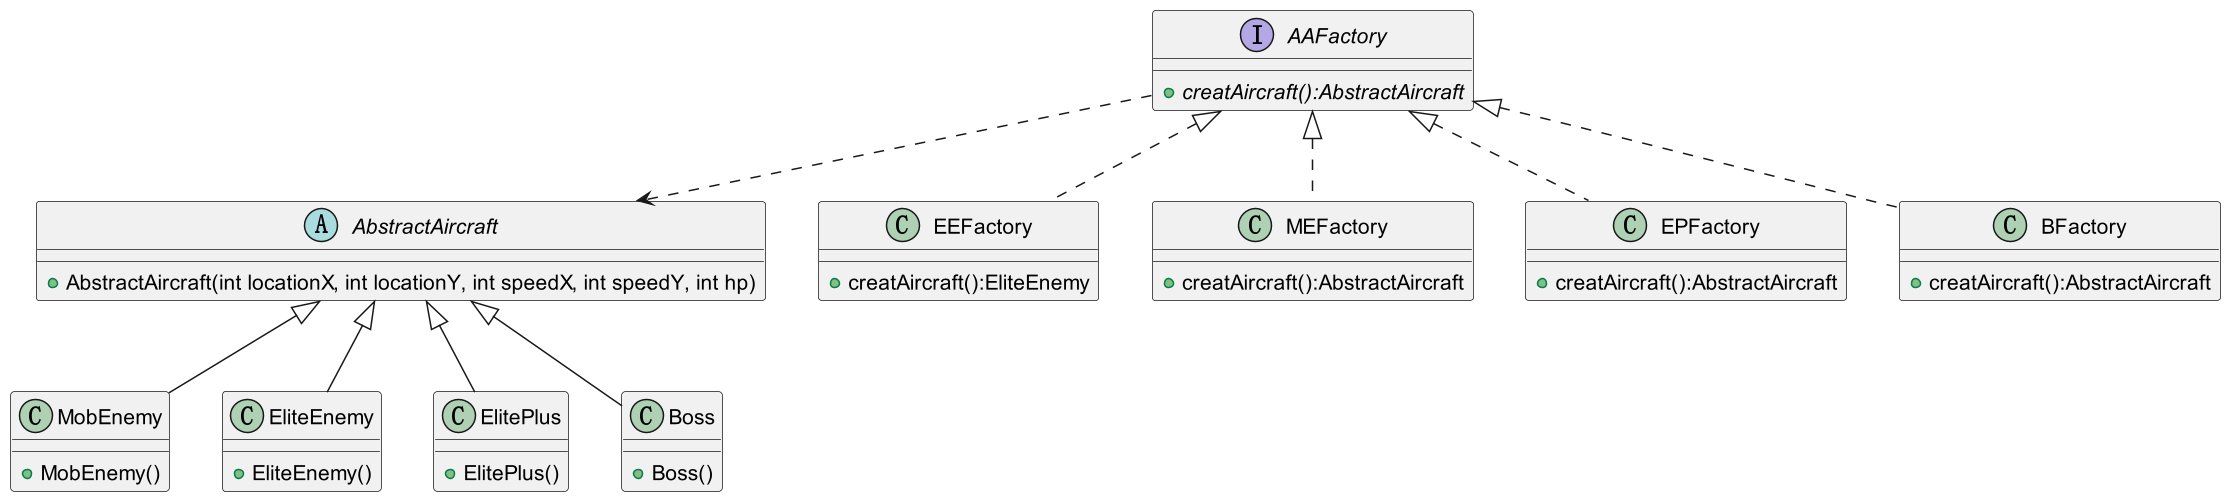 I AAFactory
creatAircraft():AbstractAircraft
A AbstractAircraft
AbstractAircraft(int locationX, int locationY, int speedX, int speedY, int hp)
C EEFactory
creatAircraft():EliteEnemy
C MEFactory
creatAircraft():AbstractAircraft
C EPFactory
creatAircraft():AbstractAircraft
C BFactory
creatAircraft():AbstractAircraft
C MobEnemy
MobEnemy()
C EliteEnemy
EliteEnemy()
C ElitePlus
ElitePlus()
C Boss
Boss()